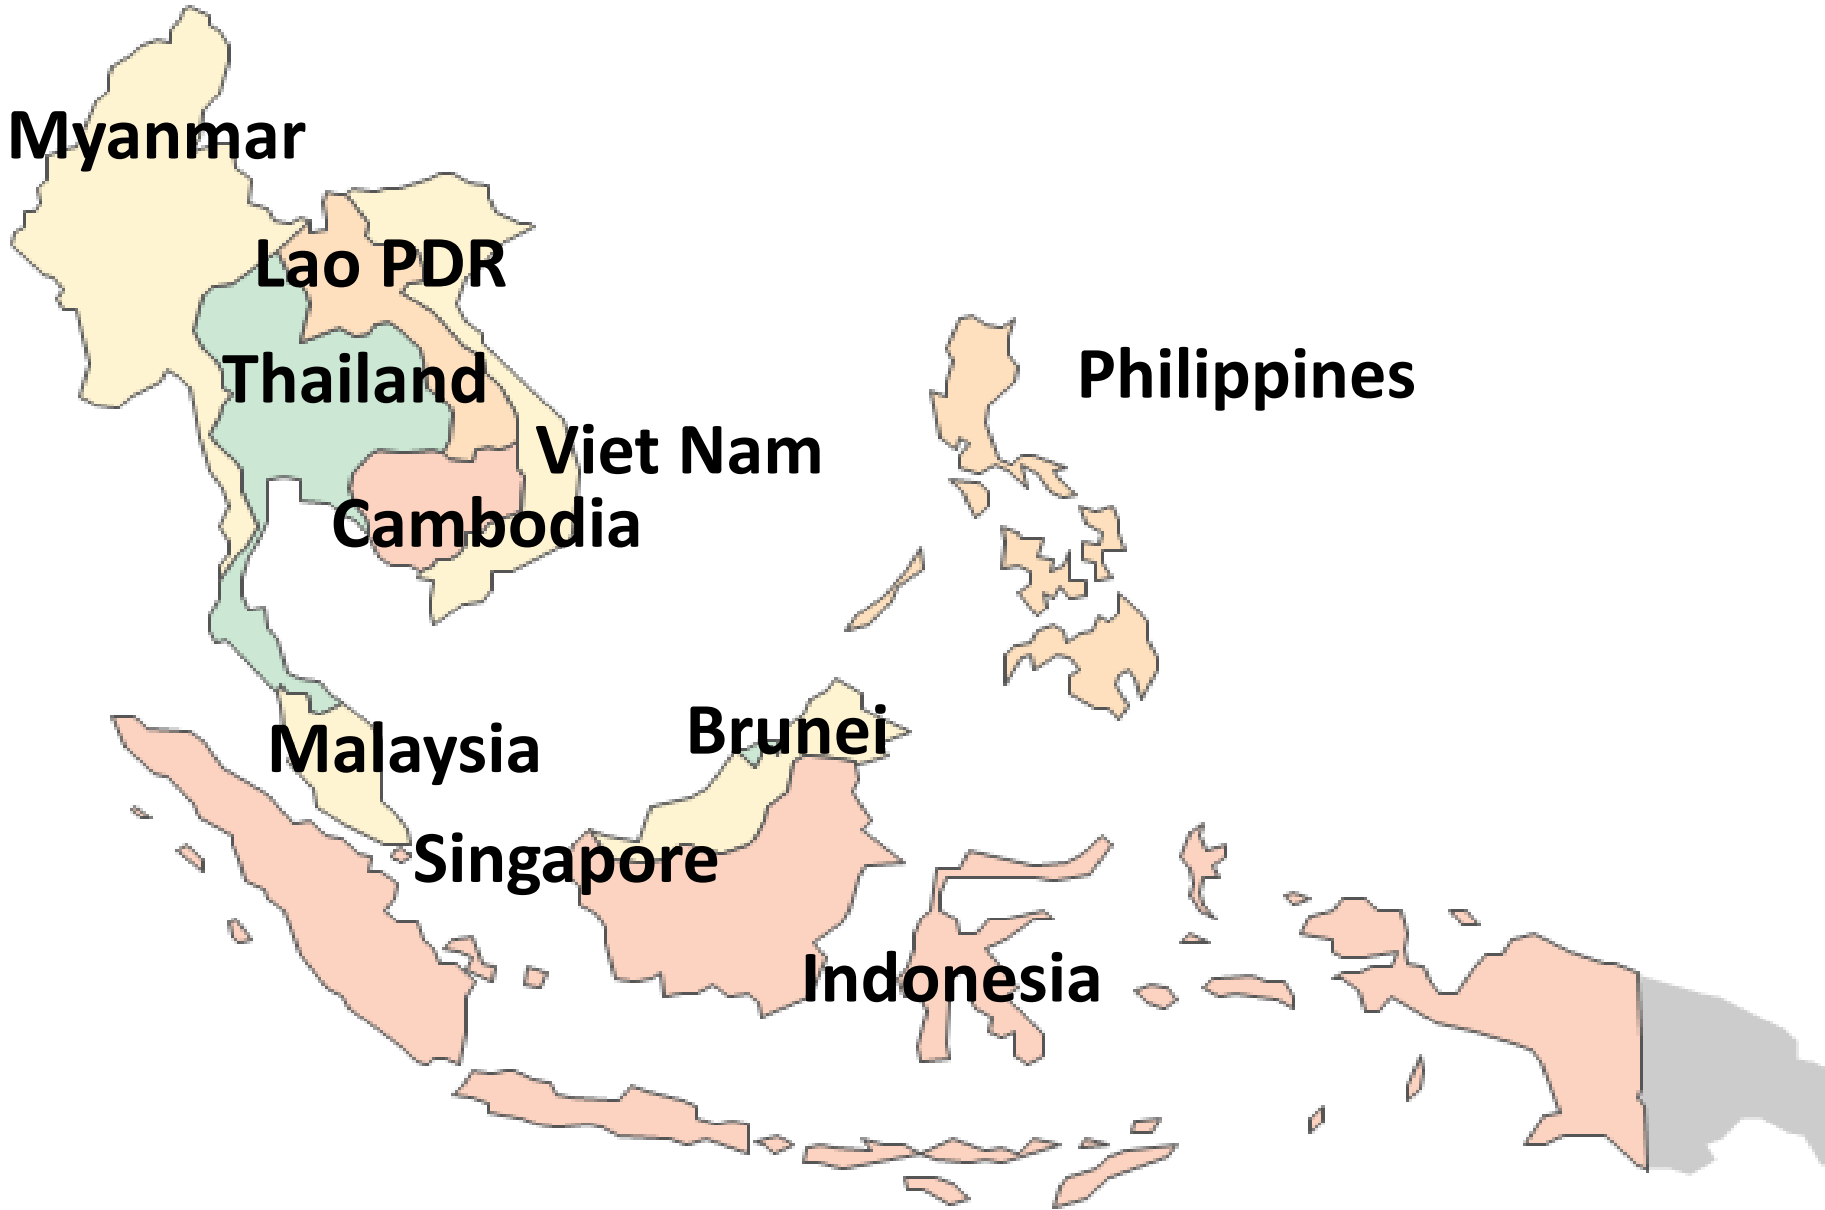 Myanmar
Lao PDR
Thailand
Philippines
Viet Nam
Cambodia
Brunei
Malaysia
Singapore
Indonesia